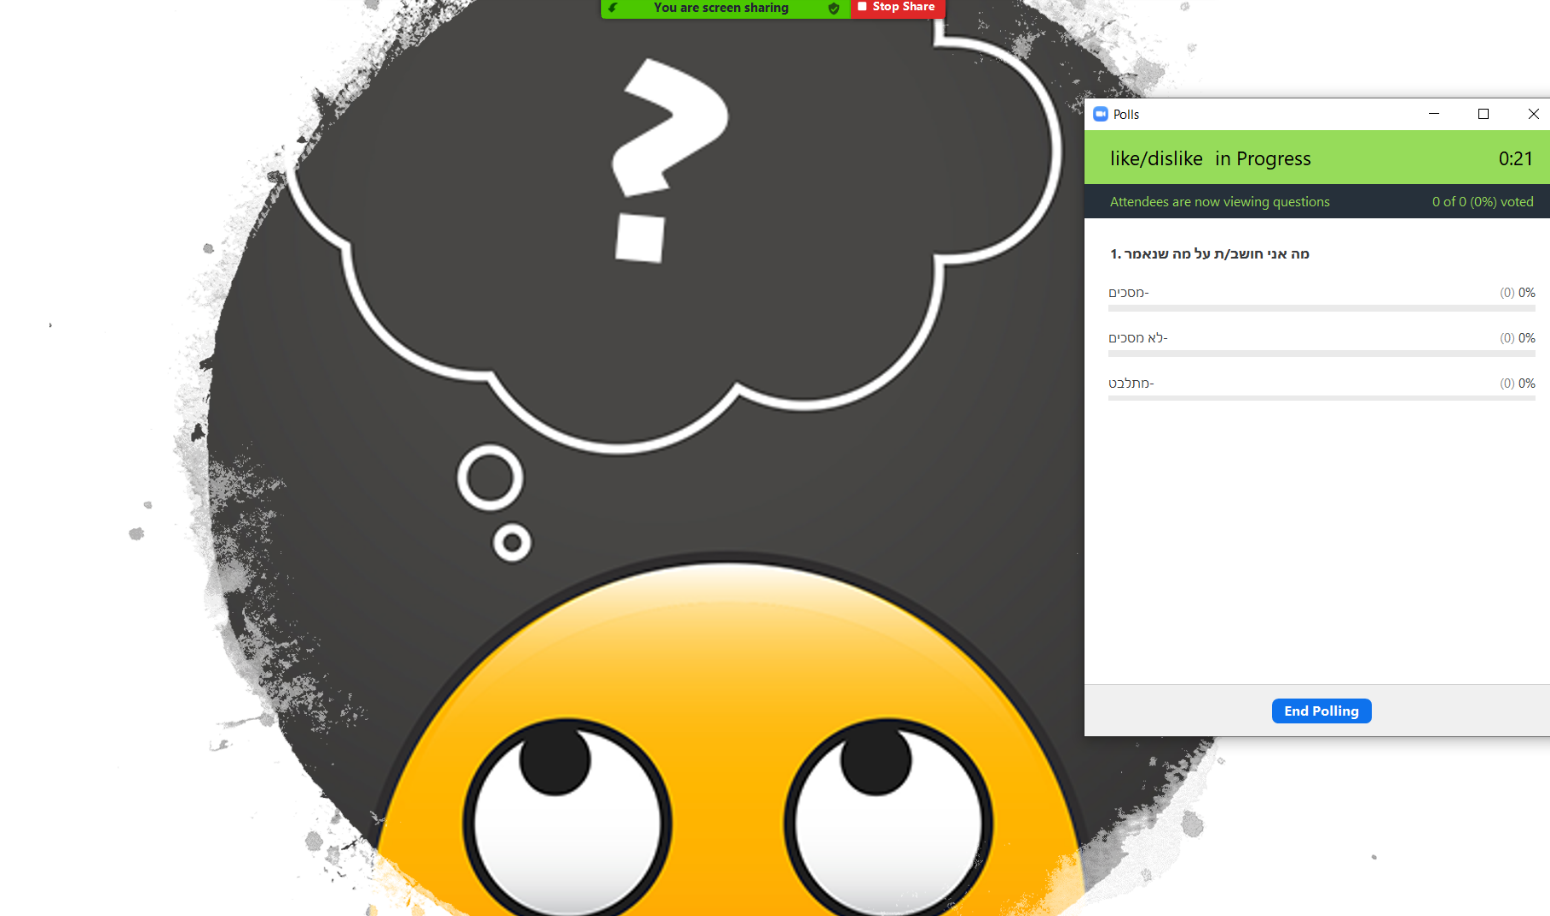 You are screen sharing
Stop Share
?
Polls
like/dislike in Progress 0:21
Attendees are now viewing questions 0 of 0 (0%) voted
1. מה אני חושב/ת על מה שנאמר
מסכים- (0) 0%
לא מסכים- (0) 0%
מתלבט- (0) 0%
End Polling